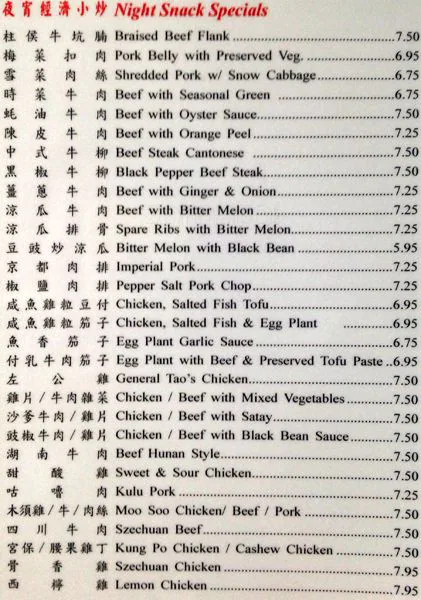 夜宵經濟小炒 Night Snack Specials
柱侯牛坑腩 Braised Beef Flank 7.50
梅菜扣肉 Pork Belly with Preserved Veg. 6.95
雪菜肉絲 Shredded Pork w/ Snow Cabbage 6.75
時菜牛肉 Beef with Seasonal Green 6.75
蚝油牛肉 Beef with Oyster Sauce 7.50
陳皮牛肉 Beef with Orange Peel 7.25
中式牛柳 Beef Steak Cantonese 7.50
黑椒牛柳 Black Pepper Beef Steak 7.50
薑蔥牛肉 Beef with Ginger & Onion 7.25
涼瓜牛肉 Beef with Bitter Melon 7.25
涼瓜排骨 Spare Ribs with Bitter Melon 7.25
豆豉炒涼瓜 Bitter Melon with Black Bean 5.95
京都肉排 Imperial Pork 7.25
椒鹽肉排 Pepper Salt Pork Chop 7.25
咸魚雞粒豆付 Chicken, Salted Fish Tofu 6.95
咸魚雞粒茄子 Chicken, Salted Fish & Egg Plant 6.95
魚香茄子 Egg Plant Garlic Sauce 6.75
付乳牛肉茄子 Egg Plant with Beef & Preserved Tofu Paste 6.95
左公雞 General Tao's Chicken 7.50
雞片/牛肉雜菜 Chicken / Beef with Mixed Vegetables 7.50
沙爹牛肉/雞片 Chicken / Beef with Satay 7.50
豉椒牛肉/雞片 Chicken / Beef with Black Bean Sauce 7.50
湖南牛肉 Beef Hunan Style 7.50
甜酸雞 Sweet & Sour Chicken 7.50
咕嚕肉 Kulu Pork 7.25
木須雞/牛/肉絲 Moo Soo Chicken/ Beef / Pork 7.50
四川牛肉 Szechuan Beef 7.50
宮保/腰果雞丁 Kung Po Chicken / Cashew Chicken 7.50
骨香雞 Szechuan Chicken 7.95
西檸雞 Lemon Chicken 7.95